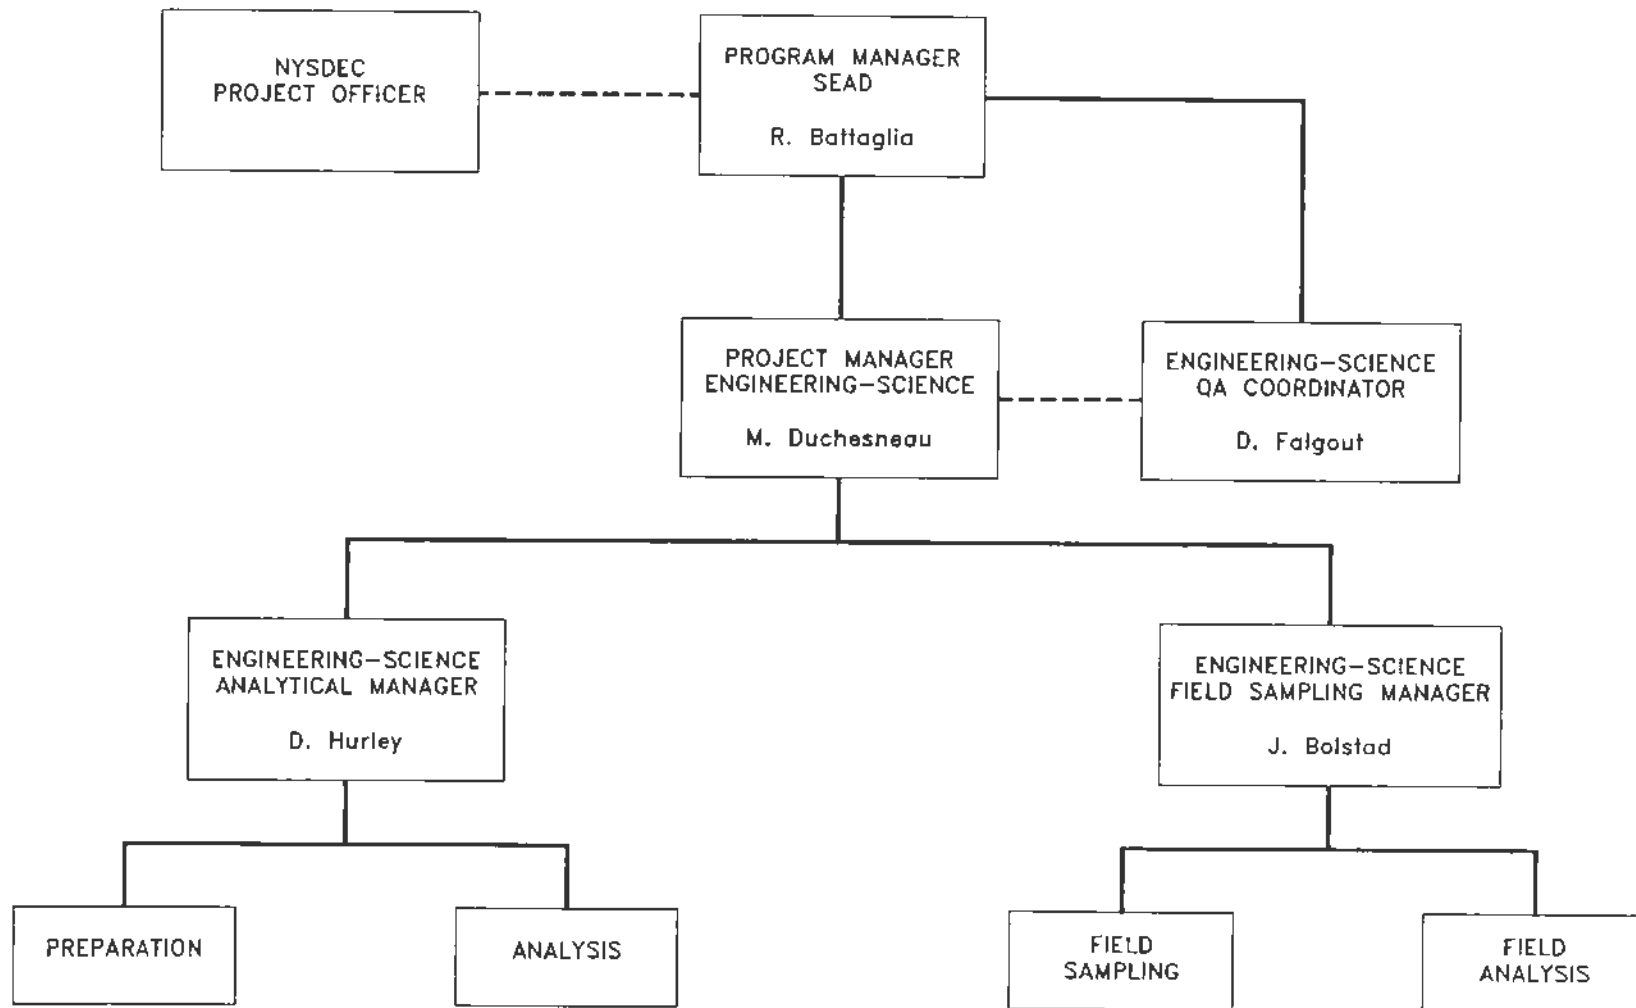 NYSDEC
PROJECT OFFICER
PROGRAM MANAGER
SEAD
R. Battaglia
PROJECT MANAGER
ENGINEERING-SCIENCE
M. Duchesneau
ENGINEERING-SCIENCE
QA COORDINATOR
D. Falgout
ENGINEERING-SCIENCE
ANALYTICAL MANAGER
D. Hurley
ENGINEERING-SCIENCE
FIELD SAMPLING MANAGER
J. Bolstad
PREPARATION
ANALYSIS
FIELD
SAMPLING
FIELD
ANALYSIS